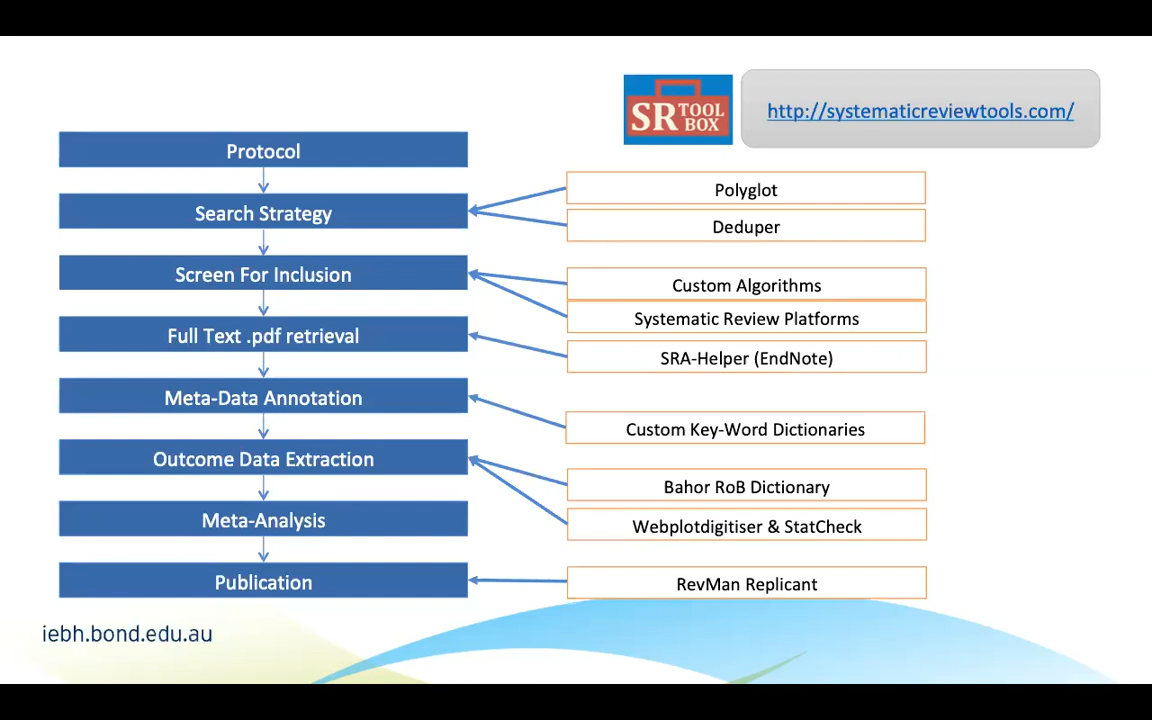 SR TOOL BOX
http://systematicreviewtools.com/
Protocol
Search Strategy
Screen For Inclusion
Full Text .pdf retrieval
Meta-Data Annotation
Outcome Data Extraction
Meta-Analysis
Publication
Polyglot
Deduper
Custom Algorithms
Systematic Review Platforms
SRA-Helper (EndNote)
Custom Key-Word Dictionaries
Bahor RoB Dictionary
Webplotdigitiser & StatCheck
RevMan Replicant
iebh.bond.edu.au